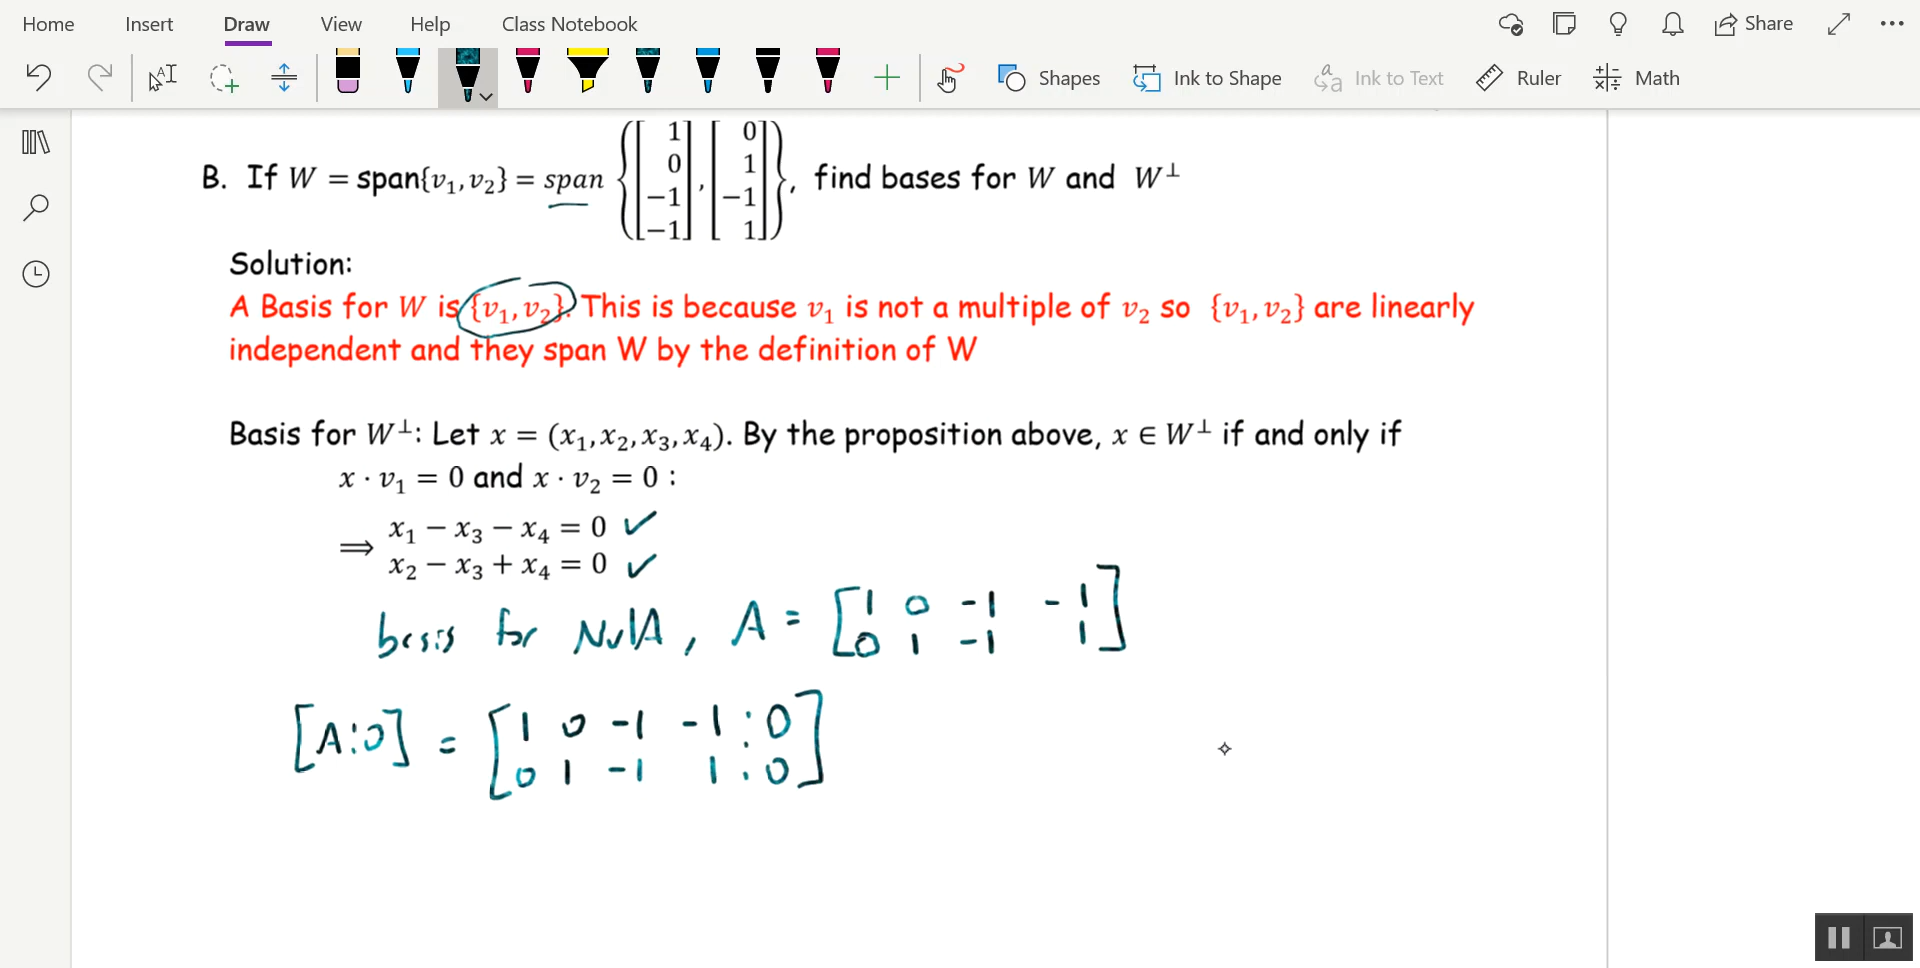 Home Insert Draw View Help Class Notebook Share
Shapes Ink to Shape Ink to Text Ruler Math
B. If W = span{v₁, v₂} = span {[1 0 −1 −1], [0 1 −1 1]}, find bases for W and W⊥
Solution:
A Basis for W is {v₁, v₂}. This is because v₁ is not a multiple of v₂ so {v₁, v₂} are linearly
independent and they span W by the definition of W
Basis for W⊥: Let x = (x₁, x₂, x₃, x₄). By the proposition above, x ∈ W⊥ if and only if
x · v₁ = 0 and x · v₂ = 0 :
⟹ x₁ − x₃ − x₄ = 0 ✓
x₂ − x₃ + x₄ = 0 ✓
basis for NulA, A = [1 0 -1 -1
0 1 -1 1]
[A:0] = [1 0 -1 -1 : 0
0 1 -1 1 : 0]